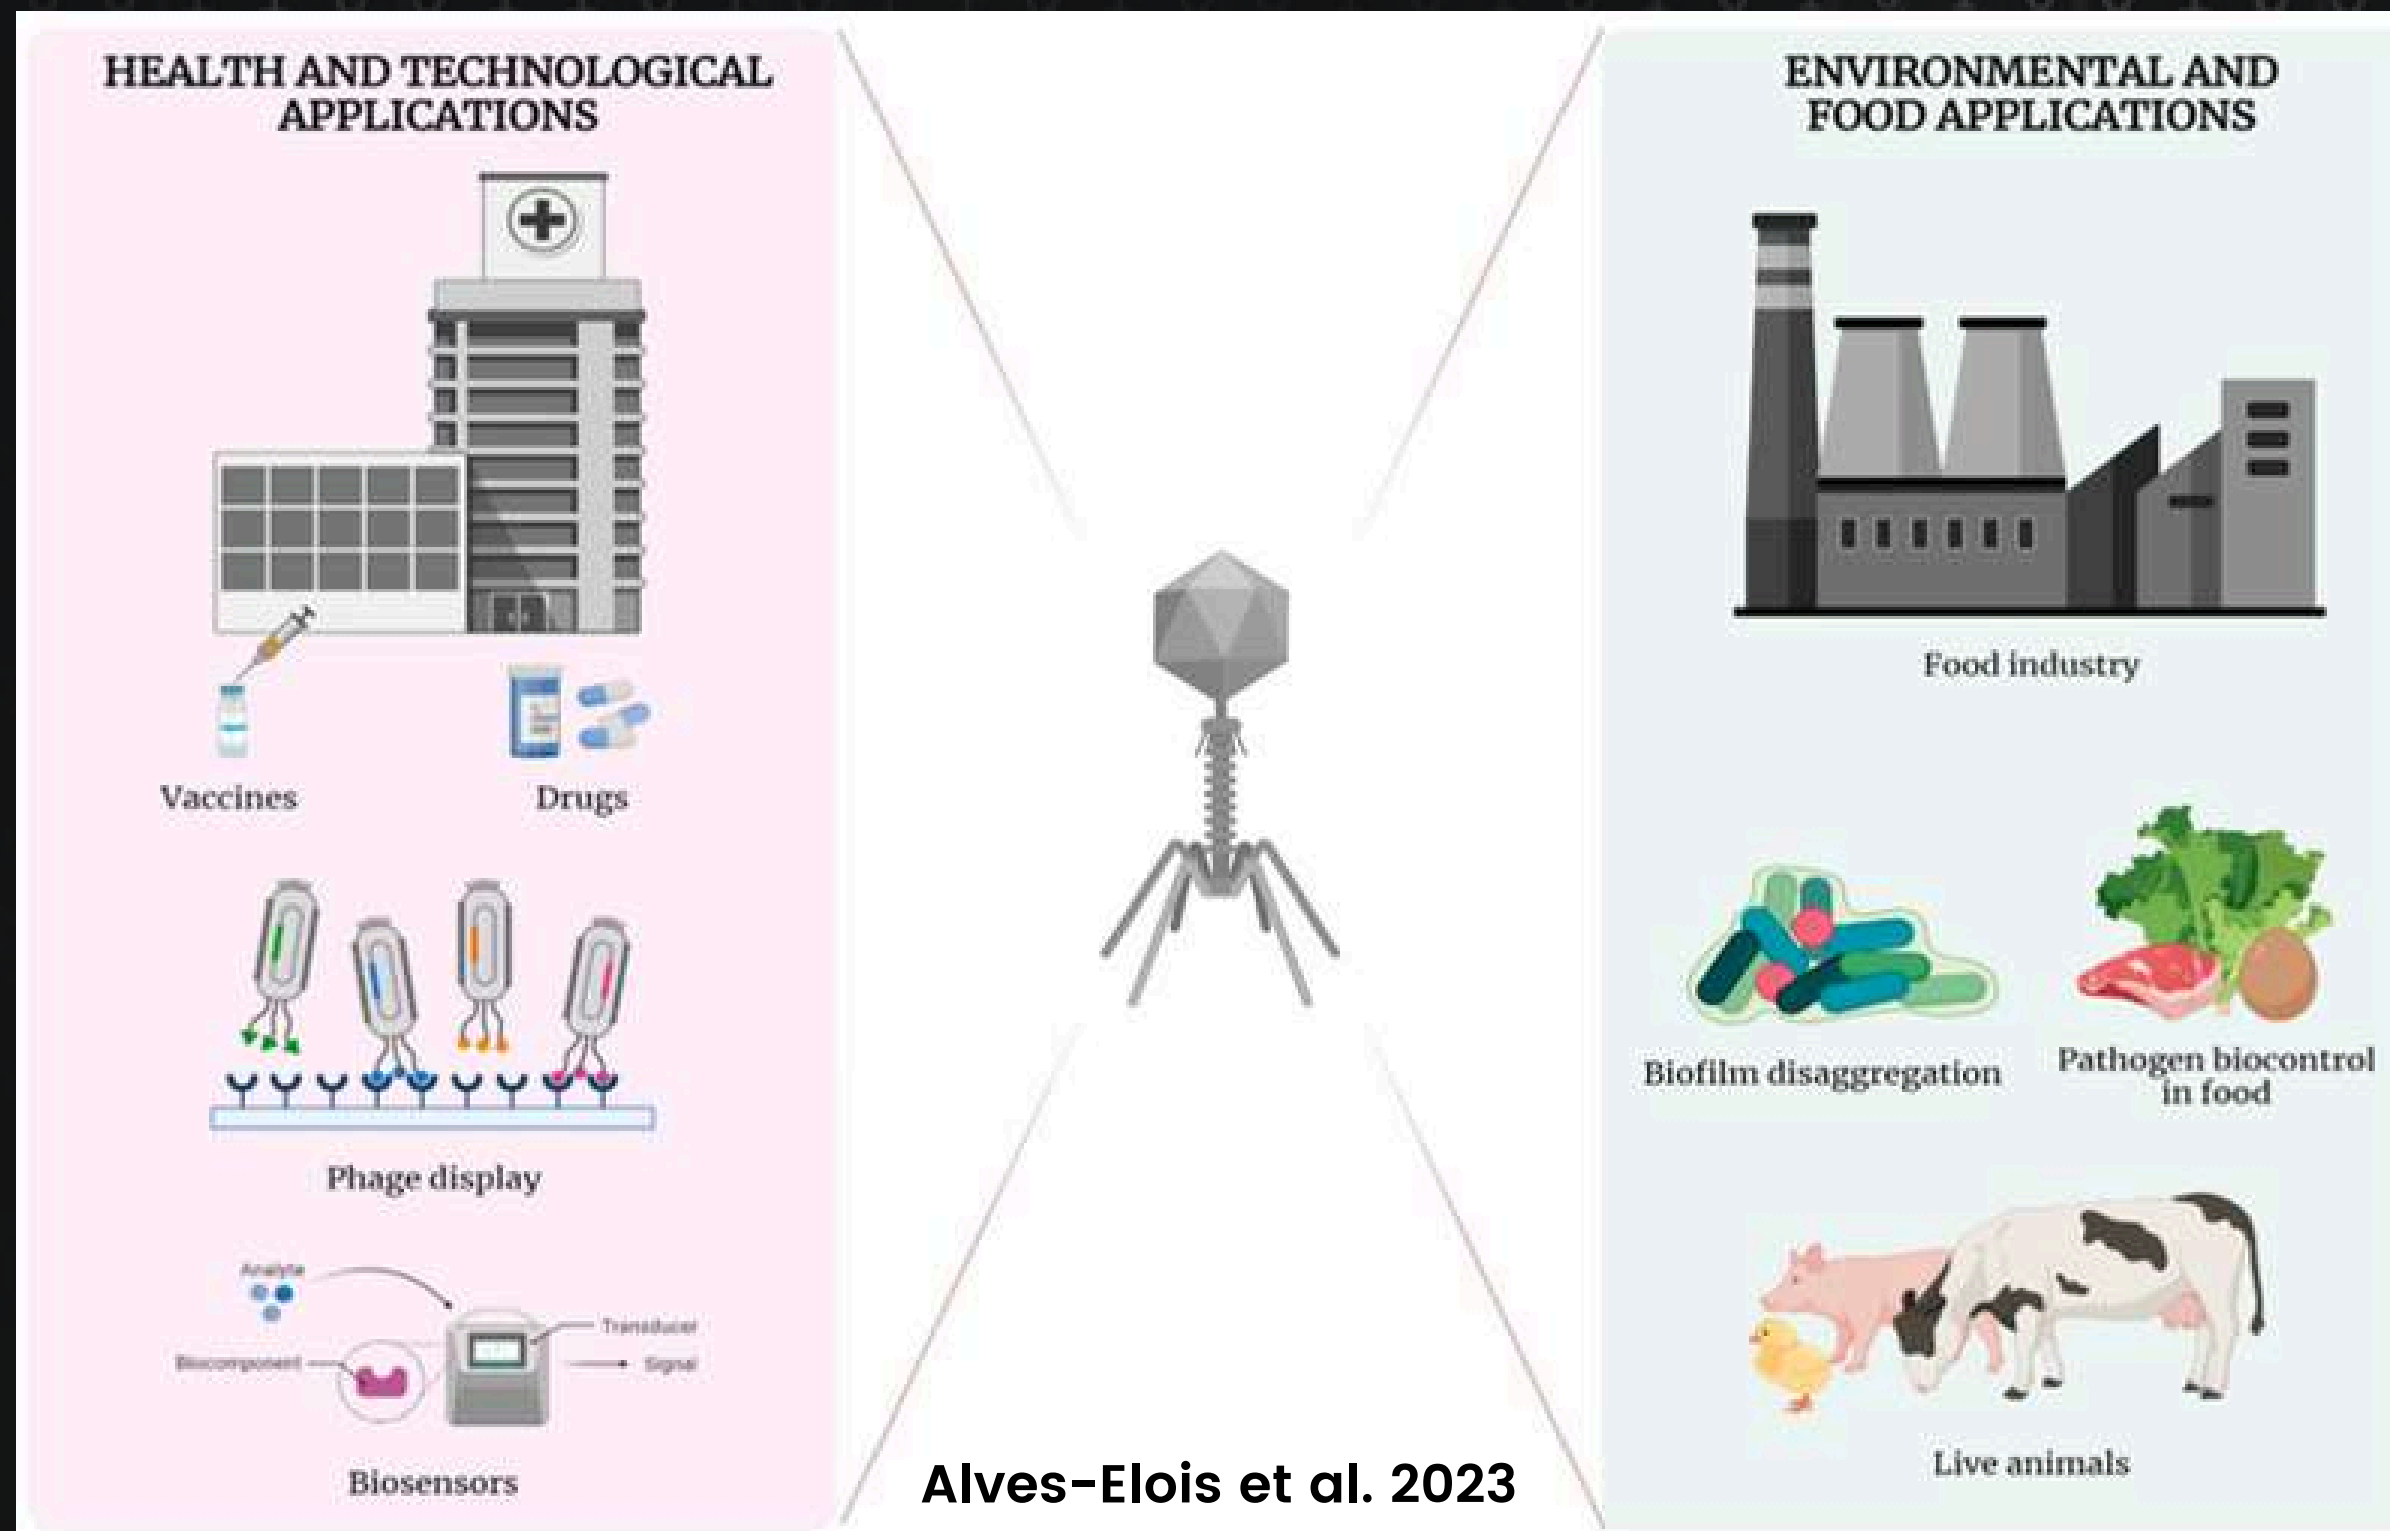 HEALTH AND TECHNOLOGICAL
APPLICATIONS
Vaccines
Drugs
Phage display
Analyte
Biocomponent
Transducer
Signal
Biosensors
Alves-Elois et al. 2023
ENVIRONMENTAL AND
FOOD APPLICATIONS
Food industry
Biofilm disaggregation
Pathogen biocontrol
in food
Live animals